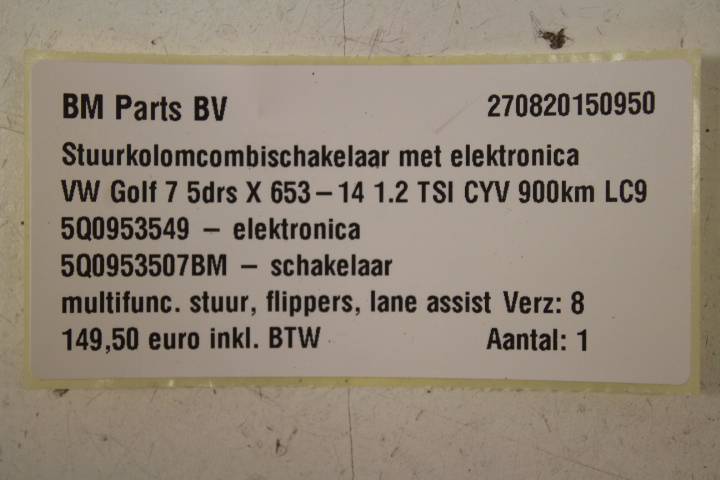 BM Parts BV 270820150950
Stuurkolomcombischakelaar met elektronica
VW Golf 7 5drs X 653-14 1.2 TSI CYV 900km LC9
5Q0953549 - elektronica
5Q0953507BM - schakelaar
multifunc. stuur, flippers, lane assist Verz: 8
149,50 euro inkl. BTW Aantal: 1